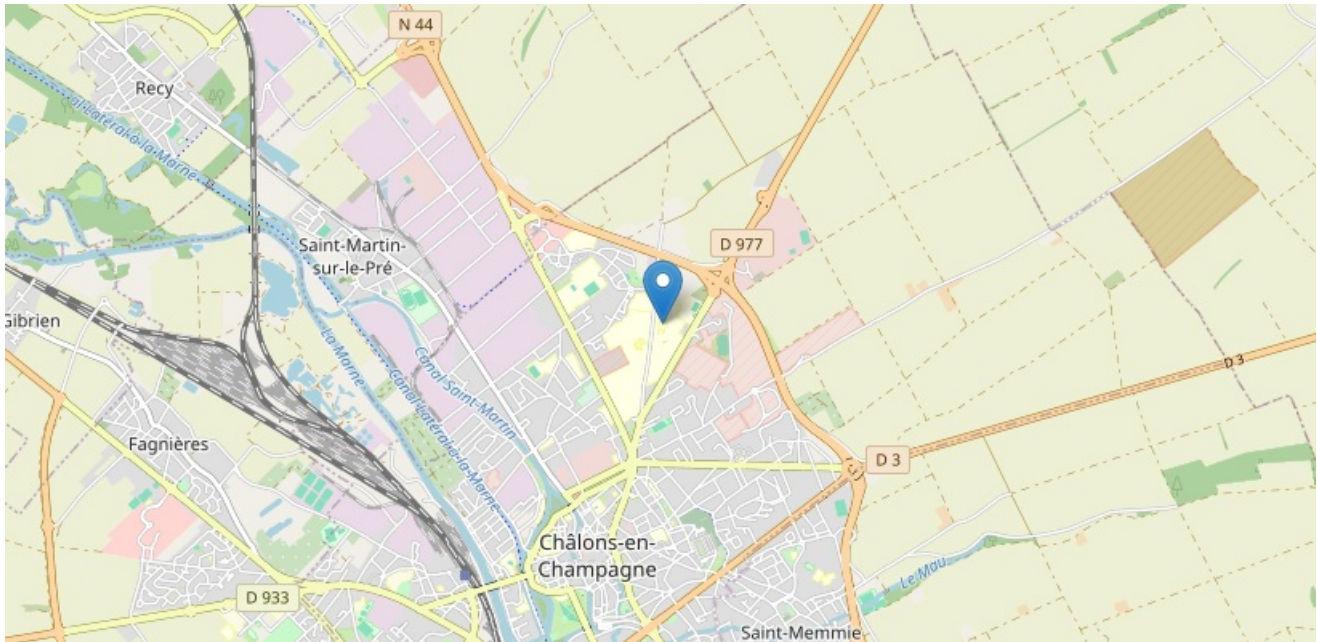 N 44
Recy
al Latéral à la Marne
Saint-Martin-
sur-le-Pré
D 977
Gibrien
La Marne
Canal Saint-Martin
Canal Latéral à la Marne
D 3
Fagnières
D 3
Châlons-en-
Champagne
Le Mau
D 933
Saint-Memmie